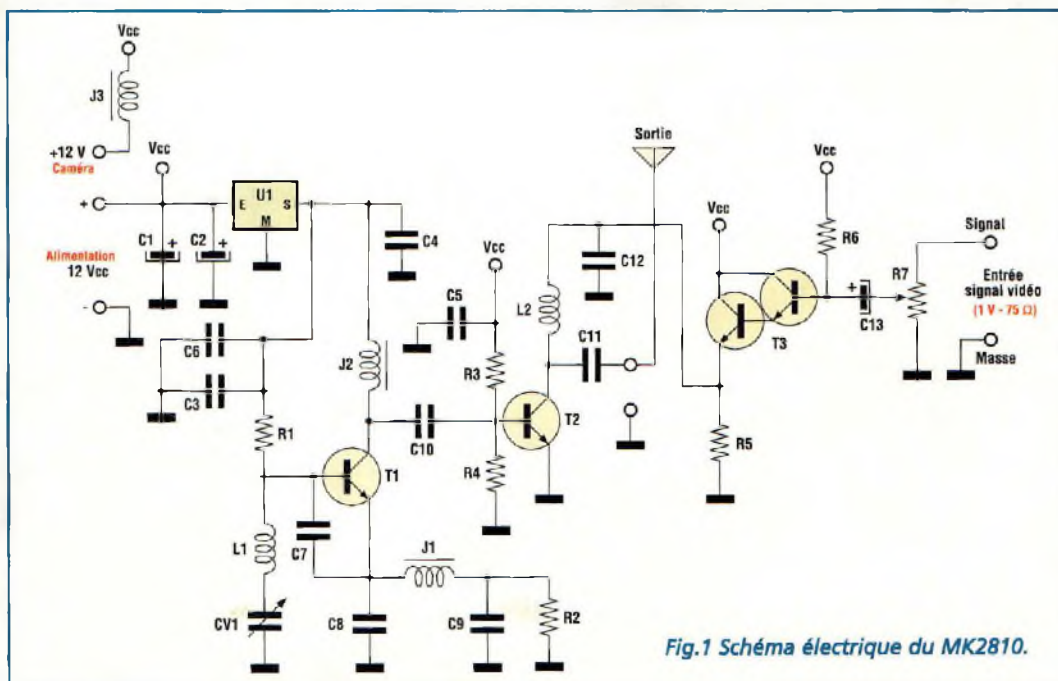 Vcc
J3
+12 V
Caméra
Vcc
+
U1
E S
M
C1 +
C2 +
C4
Alimentation
12 Vcc
-
C6
C3
R1
J2
C10
T1
L1
C7
CV1
C8
J1
C9
R2
Vcc
C5
R3
R4
T2
L2
C12
C11
Sortie
Vcc
Vcc
R6
T3
R5
+
C13
R7
Signal
Entrée
signal vidéo
(1 V - 75 Ω)
Masse
Fig.1 Schéma électrique du MK2810.